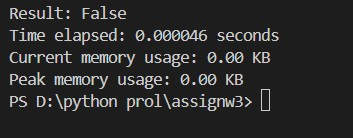 Result: False
Time elapsed: 0.000046 seconds
Current memory usage: 0.00 KB
Peak memory usage: 0.00 KB
PS D:\python prol\assignw3>